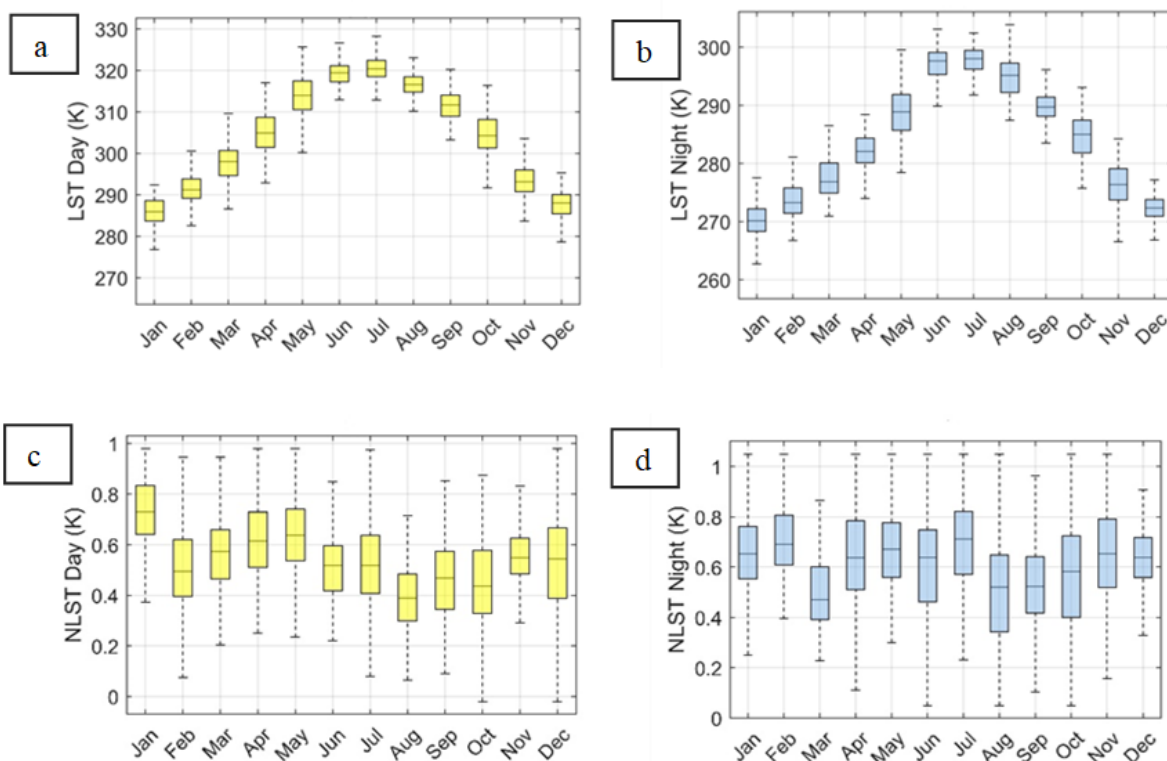 a
LST Day (K)
330
320
310
300
290
280
270
Jan Feb Mar Apr May Jun Jul Aug Sep Oct Nov Dec
b
LST Night (K)
300
290
280
270
260
Jan Feb Mar Apr May Jun Jul Aug Sep Oct Nov Dec
c
NLST Day (K)
1
0.8
0.6
0.4
0.2
0
Jan Feb Mar Apr May Jun Jul Aug Sep Oct Nov Dec
d
NLST Night (K)
1
0.8
0.6
0.4
0.2
0
Jan Feb Mar Apr May Jun Jul Aug Sep Oct Nov Dec